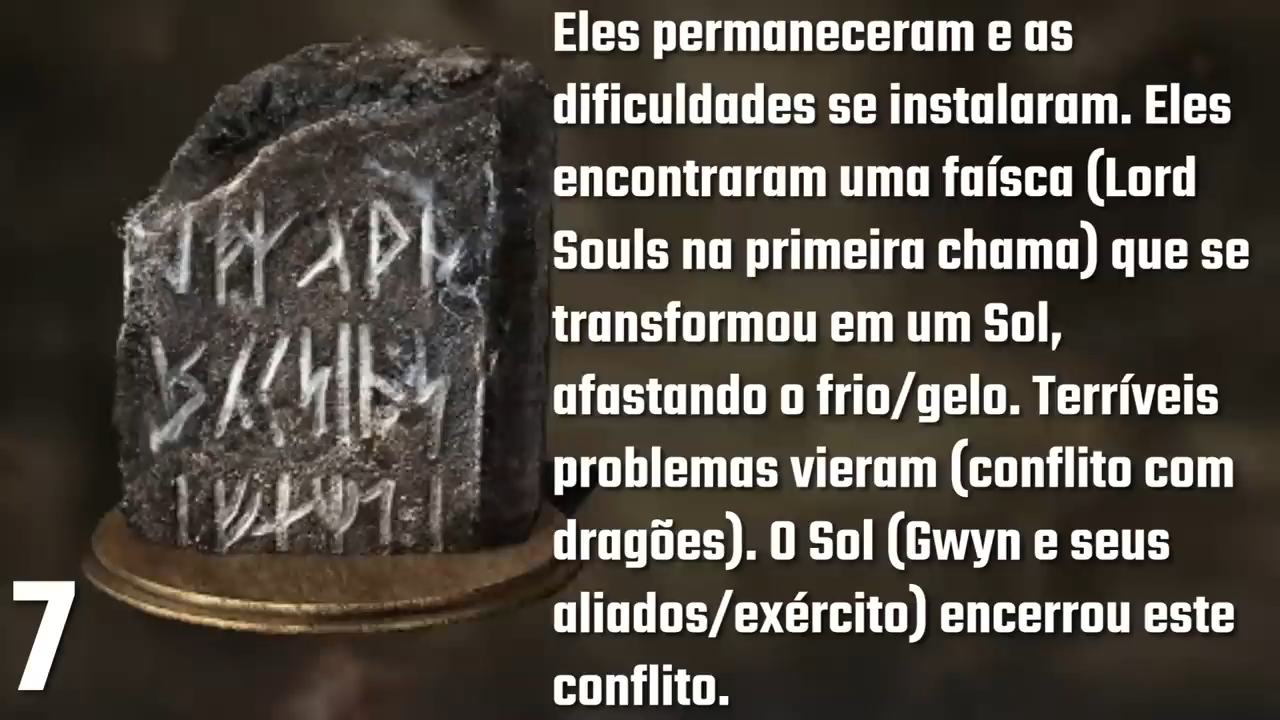 Eles permaneceram e as
dificuldades se instalaram. Eles
encontraram uma faísca (Lord
Souls na primeira chama) que se
transformou em um Sol,
afastando o frio/gelo. Terríveis
problemas vieram (conflito com
dragões). O Sol (Gwyn e seus
aliados/exército) encerrou este
conflito.
7